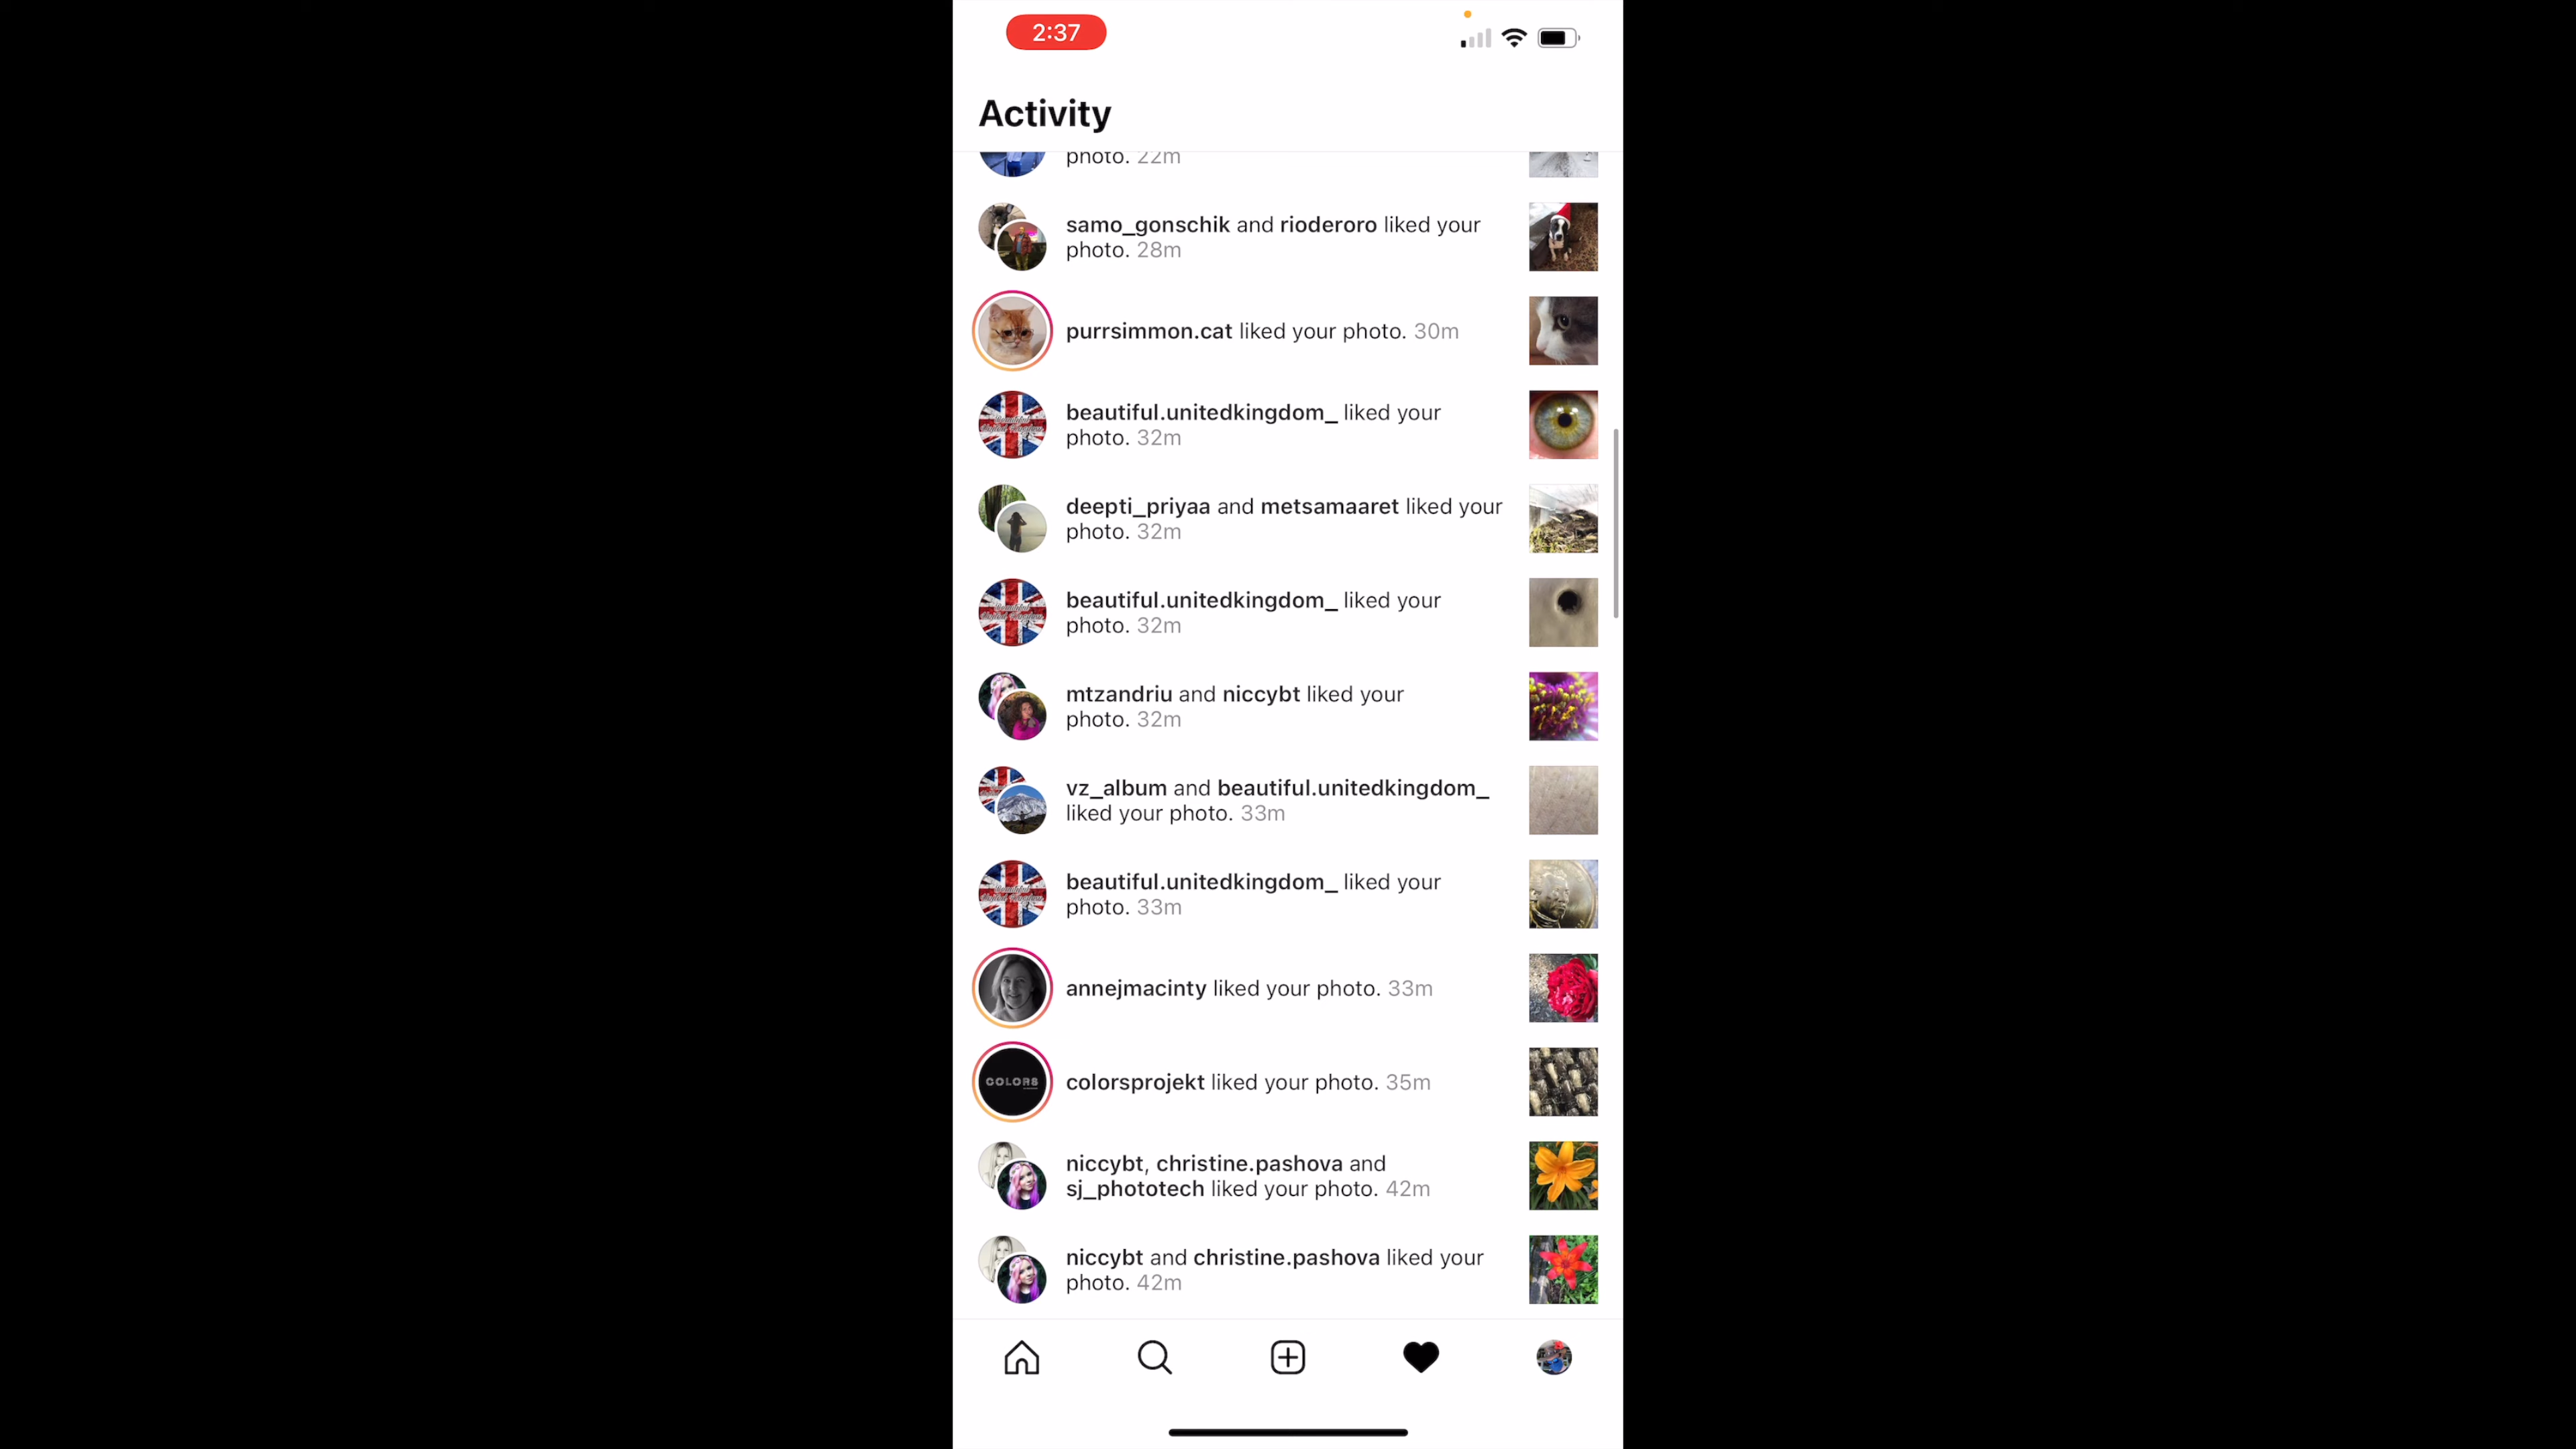 2:37
Activity
photo. 22m
samo_gonschik and rioderoro liked your
photo. 28m
purrsimmon.cat liked your photo. 30m
beautiful.unitedkingdom_ liked your
photo. 32m
deepti_priyaa and metsamaaret liked your
photo. 32m
beautiful.unitedkingdom_ liked your
photo. 32m
mtzandriu and niccybt liked your
photo. 32m
vz_album and beautiful.unitedkingdom_
liked your photo. 33m
beautiful.unitedkingdom_ liked your
photo. 33m
annejmacinty liked your photo. 33m
COLORS
colorsprojekt liked your photo. 35m
niccybt, christine.pashova and
sj_phototech liked your photo. 42m
niccybt and christine.pashova liked your
photo. 42m